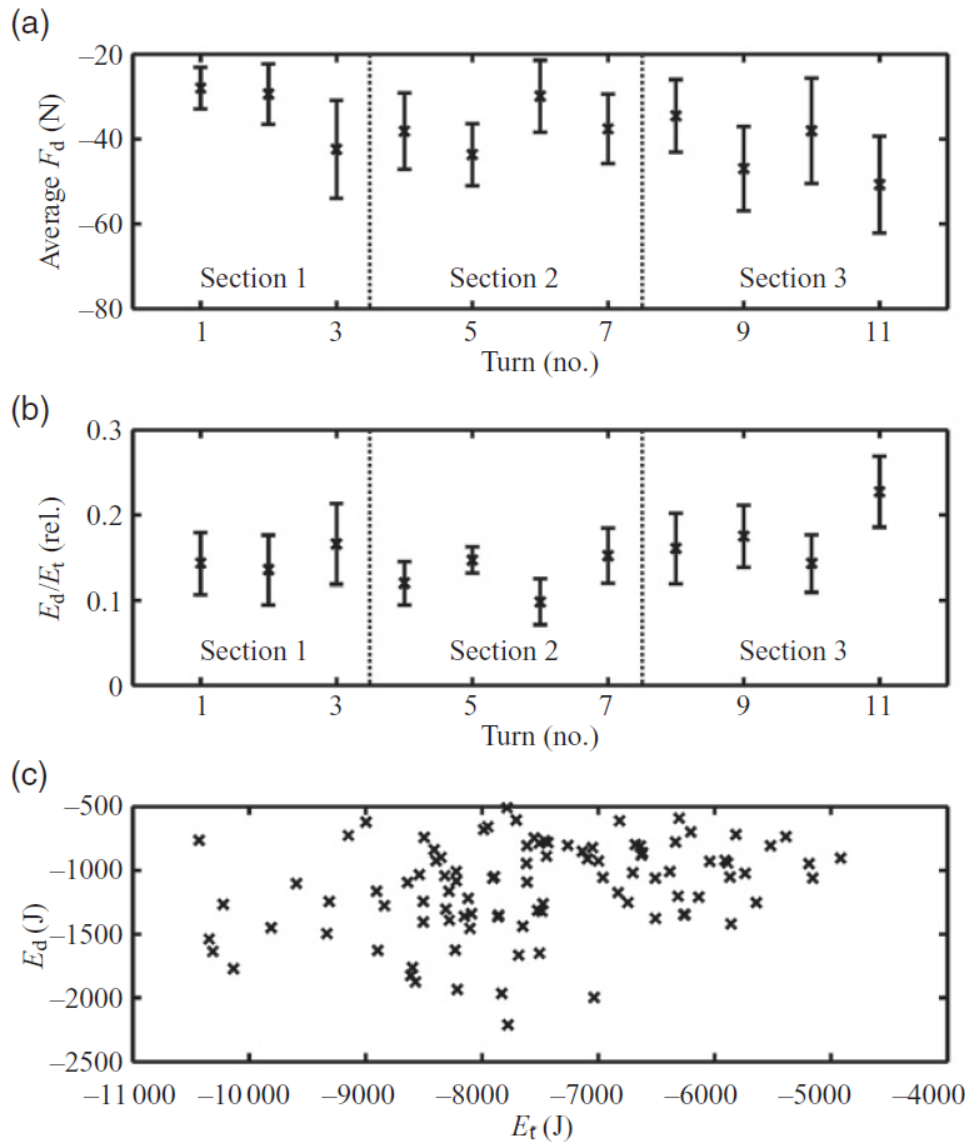 (a)
Average F_d (N)
–20
–40
–60
–80
Section 1 Section 2 Section 3
1 3 5 7 9 11
Turn (no.)
(b)
E_d/E_t (rel.)
0.3
0.2
0.1
0
Section 1 Section 2 Section 3
1 3 5 7 9 11
Turn (no.)
(c)
E_d (J)
–500
–1000
–1500
–2000
–2500
–11 000 –10 000 –9000 –8000 –7000 –6000 –5000 –4000
E_t (J)